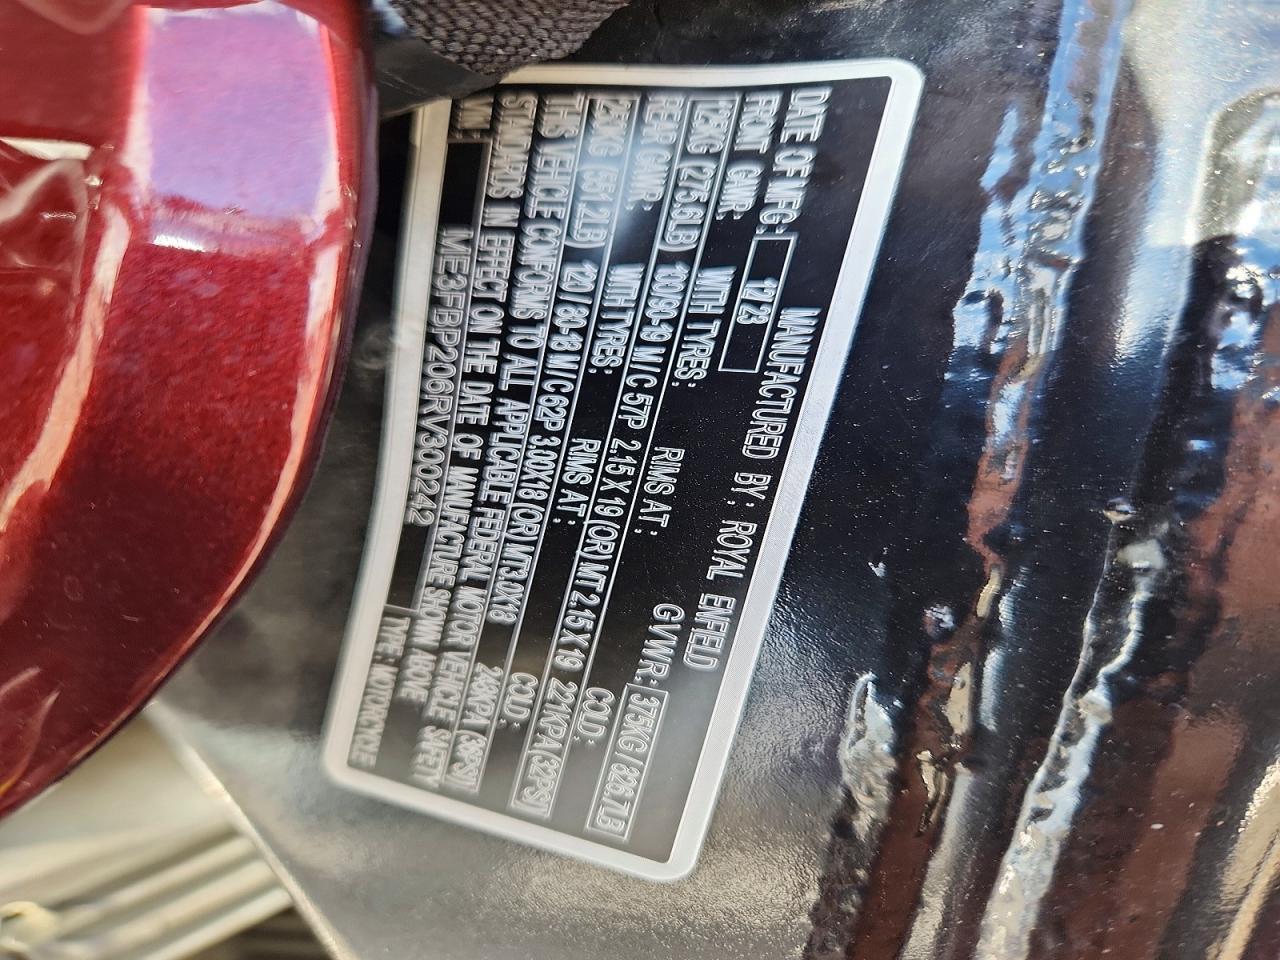 MANUFACTURED BY: ROYAL ENFIELD
DATE OF MFG: 12/23 GVWR: 375KG / 826.7LB
FRONT GAWR: WITH TYRES: RIMS AT: COLD:
125KG (275.6LB) 100/90-19 M/C 57P 2.15 X 19 (OR) MT 2.15 X 19 221KPA (32PSI)
REAR GAWR: WITH TYRES: RIMS AT: COLD:
250KG (551.2LB) 120/80-18 M/C 62P 3.00X18 (OR) MT3.0X18 248KPA (36PSI)
THIS VEHICLE CONFORMS TO ALL APPLICABLE FEDERAL MOTOR VEHICLE SAFETY
STANDARDS IN EFFECT ON THE DATE OF MANUFACTURE SHOWN ABOVE
VIN: ME3FBP206RV300242 TYPE: MOTORCYCLE